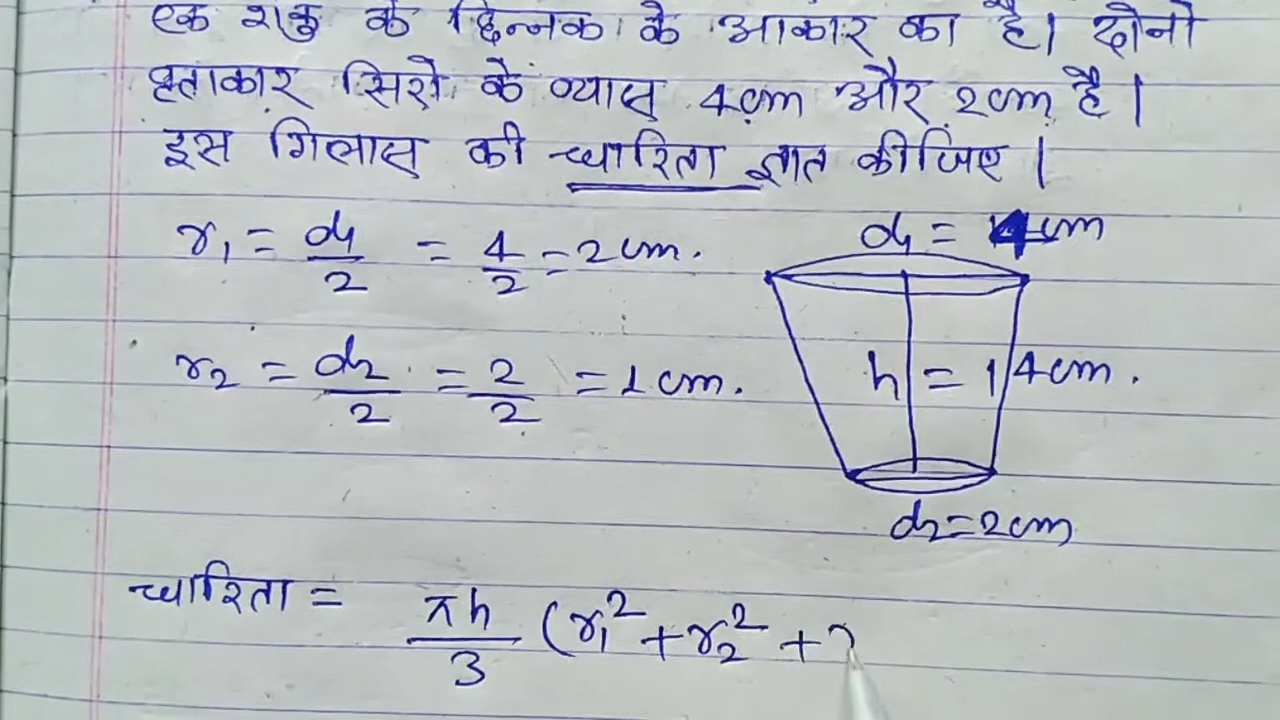 एक शंकु के छिन्नक के आकार का है। दोनो
वृताकार सिरो के व्यास 4cm और 2cm है।
इस गिलास की धारिता ज्ञात कीजिए।
r₁ = d₁/2 = 4/2 = 2cm.
d₁ = 4cm
r₂ = d₂/2 = 2/2 = 1cm.
h = 14cm.
d₂=2cm
धारिता = πh/3 (r₁² + r₂² +